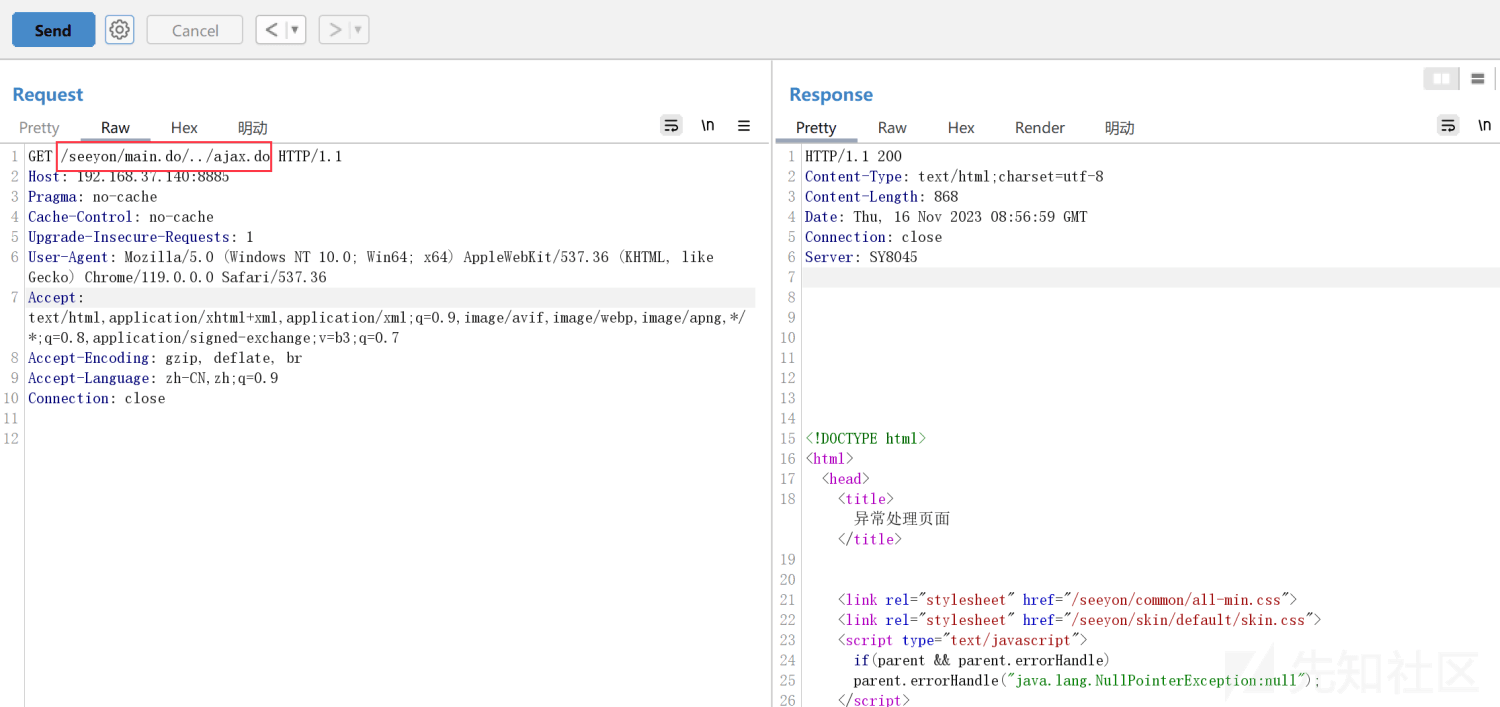 Send
Cancel
Request
Pretty Raw Hex 明动
\n
1 GET /seeyon/main.do/../ajax.do HTTP/1.1
2 Host: 192.168.37.140:8885
3 Pragma: no-cache
4 Cache-Control: no-cache
5 Upgrade-Insecure-Requests: 1
6 User-Agent: Mozilla/5.0 (Windows NT 10.0; Win64; x64) AppleWebKit/537.36 (KHTML, like
Gecko) Chrome/119.0.0.0 Safari/537.36
7 Accept:
text/html,application/xhtml+xml,application/xml;q=0.9,image/avif,image/webp,image/apng,*/
*;q=0.8,application/signed-exchange;v=b3;q=0.7
8 Accept-Encoding: gzip, deflate, br
9 Accept-Language: zh-CN,zh;q=0.9
10 Connection: close
11
12
Response
Pretty Raw Hex Render 明动
\n
1 HTTP/1.1 200
2 Content-Type: text/html;charset=utf-8
3 Content-Length: 868
4 Date: Thu, 16 Nov 2023 08:56:59 GMT
5 Connection: close
6 Server: SY8045
7
8
9
10
11
12
13
14
15 <!DOCTYPE html>
16 <html>
17 <head>
18 <title>
异常处理页面
</title>
19
20
21 <link rel="stylesheet" href="/seeyon/common/all-min.css">
22 <link rel="stylesheet" href="/seeyon/skin/default/skin.css">
23 <script type="text/javascript">
24 if(parent && parent.errorHandle)
25 parent.errorHandle("java.lang.NullPointerException:null");
26 </script>
先知社区